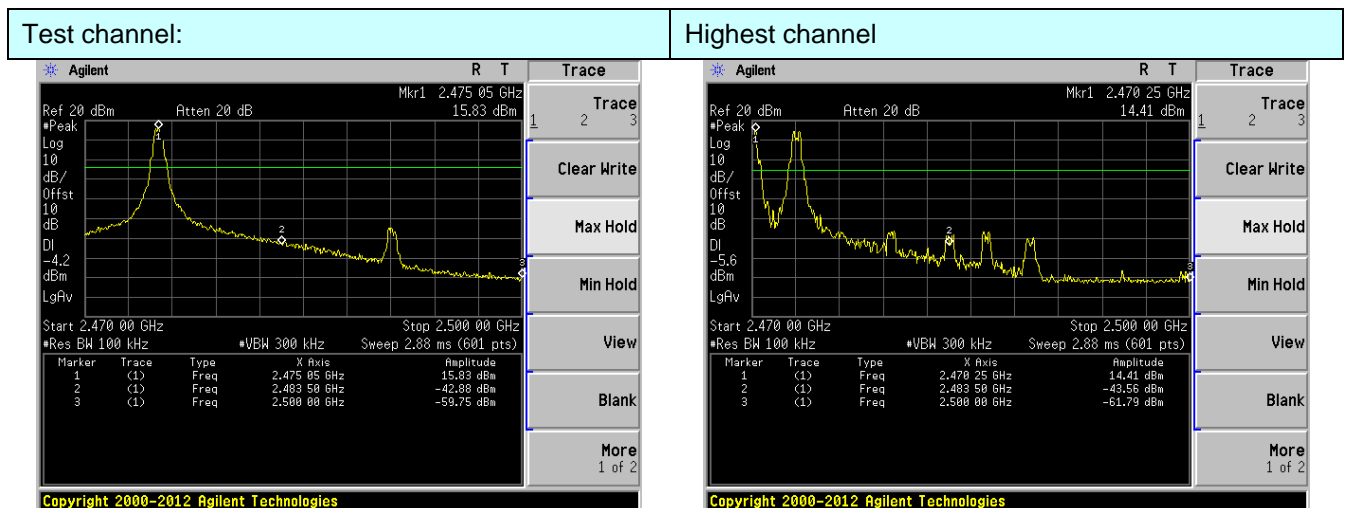 Test channel:
Highest channel
Agilent R T Trace
Mkr1 2.475 05 GHz
Ref 20 dBm Atten 20 dB 15.83 dBm
#Peak
Log
10
dB/
Offst
10
dB
DI
-4.2
dBm
LgAv
1
2
3
Start 2.470 00 GHz Stop 2.500 00 GHz
#Res BW 100 kHz #VBW 300 kHz Sweep 2.88 ms (601 pts)
Marker Trace Type X Axis Amplitude
1 (1) Freq 2.475 05 GHz 15.83 dBm
2 (1) Freq 2.483 50 GHz -42.88 dBm
3 (1) Freq 2.500 00 GHz -59.75 dBm
Trace
1 2 3
Clear Write
Max Hold
Min Hold
View
Blank
More
1 of 2
Copyright 2000-2012 Agilent Technologies
Agilent R T Trace
Mkr1 2.470 25 GHz
Ref 20 dBm Atten 20 dB 14.41 dBm
#Peak
Log
10
dB/
Offst
10
dB
DI
-5.6
dBm
LgAv
1
2
3
Start 2.470 00 GHz Stop 2.500 00 GHz
#Res BW 100 kHz #VBW 300 kHz Sweep 2.88 ms (601 pts)
Marker Trace Type X Axis Amplitude
1 (1) Freq 2.470 25 GHz 14.41 dBm
2 (1) Freq 2.483 50 GHz -43.56 dBm
3 (1) Freq 2.500 00 GHz -61.79 dBm
Trace
1 2 3
Clear Write
Max Hold
Min Hold
View
Blank
More
1 of 2
Copyright 2000-2012 Agilent Technologies